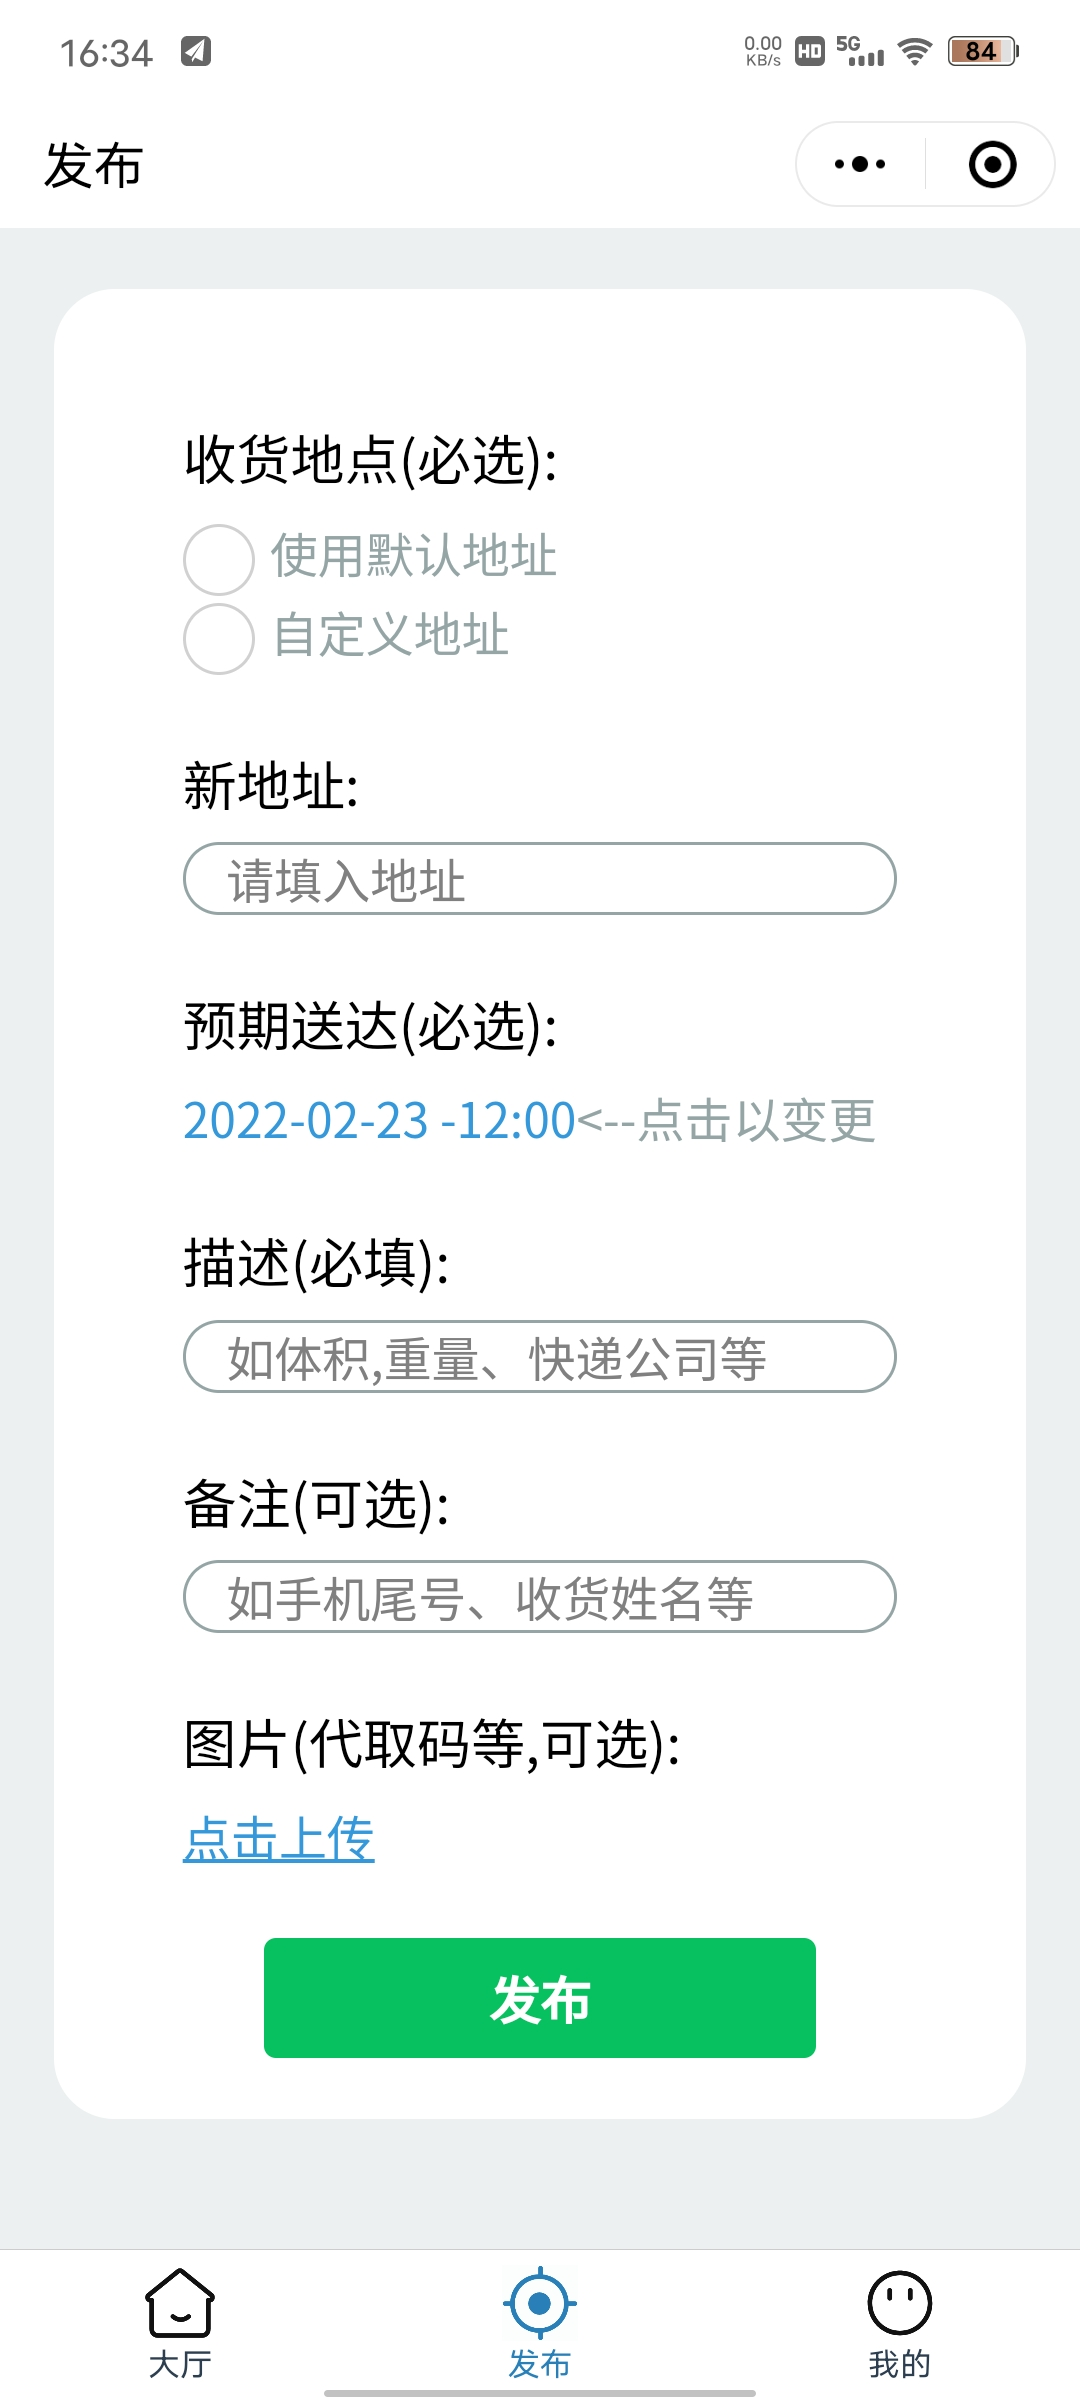 16:34
0.00 KB/s HD 5G 84
发布
收货地点(必选):
使用默认地址
自定义地址
新地址:
请填入地址
预期送达(必选):
2022-02-23 -12:00<--点击以变更
描述(必填):
如体积,重量、快递公司等
备注(可选):
如手机尾号、收货姓名等
图片(代取码等,可选):
点击上传
发布
大厅
发布
我的